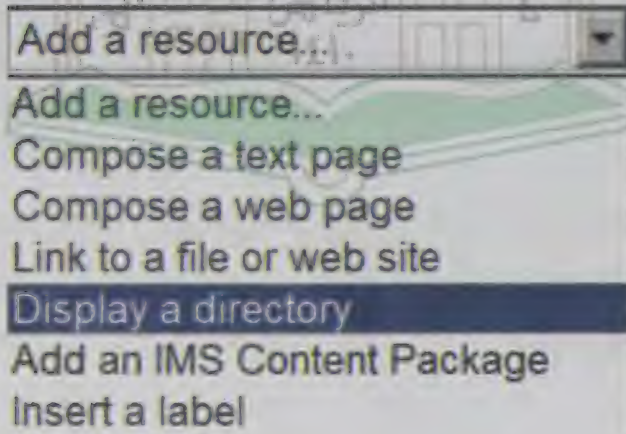 Add a resource...
Add a resource...
Compose a text page
Compose a web page
Link to a file or web site
Display a directory
Add an IMS Content Package
Insert a label